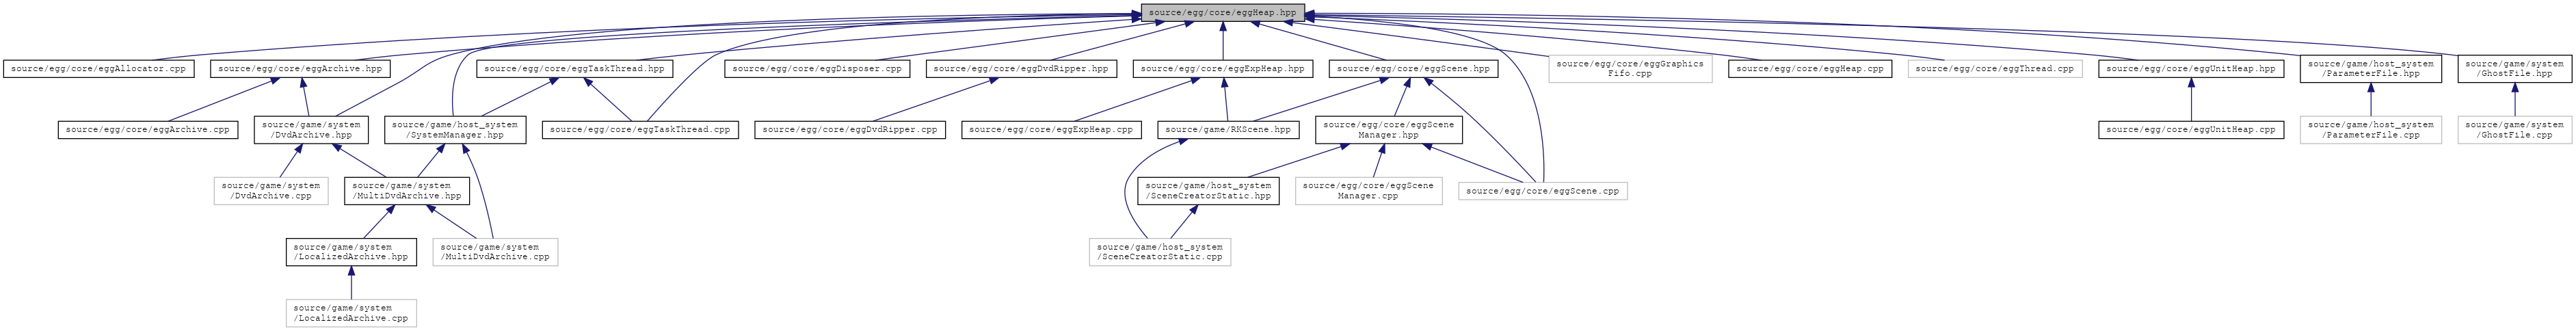 source/egg/core/eggHeap.hpp
source/egg/core/eggAllocator.cpp
source/egg/core/eggArchive.hpp
source/egg/core/eggTaskThread.hpp
source/egg/core/eggDisposer.cpp
source/egg/core/eggDvdRipper.hpp
source/egg/core/eggExpHeap.hpp
source/egg/core/eggScene.hpp
source/egg/core/eggGraphics
Fifo.cpp
source/egg/core/eggHeap.cpp
source/egg/core/eggThread.cpp
source/egg/core/eggUnitHeap.hpp
source/game/host_system
/ParameterFile.hpp
source/game/system
/GhostFile.hpp
source/egg/core/eggArchive.cpp
source/game/system
/DvdArchive.hpp
source/game/host_system
/SystemManager.hpp
source/egg/core/eggTaskThread.cpp
source/egg/core/eggDvdRipper.cpp
source/egg/core/eggExpHeap.cpp
source/game/RKScene.hpp
source/egg/core/eggScene
Manager.hpp
source/egg/core/eggUnitHeap.cpp
source/game/host_system
/ParameterFile.cpp
source/game/system
/GhostFile.cpp
source/game/system
/DvdArchive.cpp
source/game/system
/MultiDvdArchive.hpp
source/game/host_system
/SceneCreatorStatic.hpp
source/egg/core/eggScene
Manager.cpp
source/egg/core/eggScene.cpp
source/game/system
/LocalizedArchive.hpp
source/game/system
/MultiDvdArchive.cpp
source/game/host_system
/SceneCreatorStatic.cpp
source/game/system
/LocalizedArchive.cpp